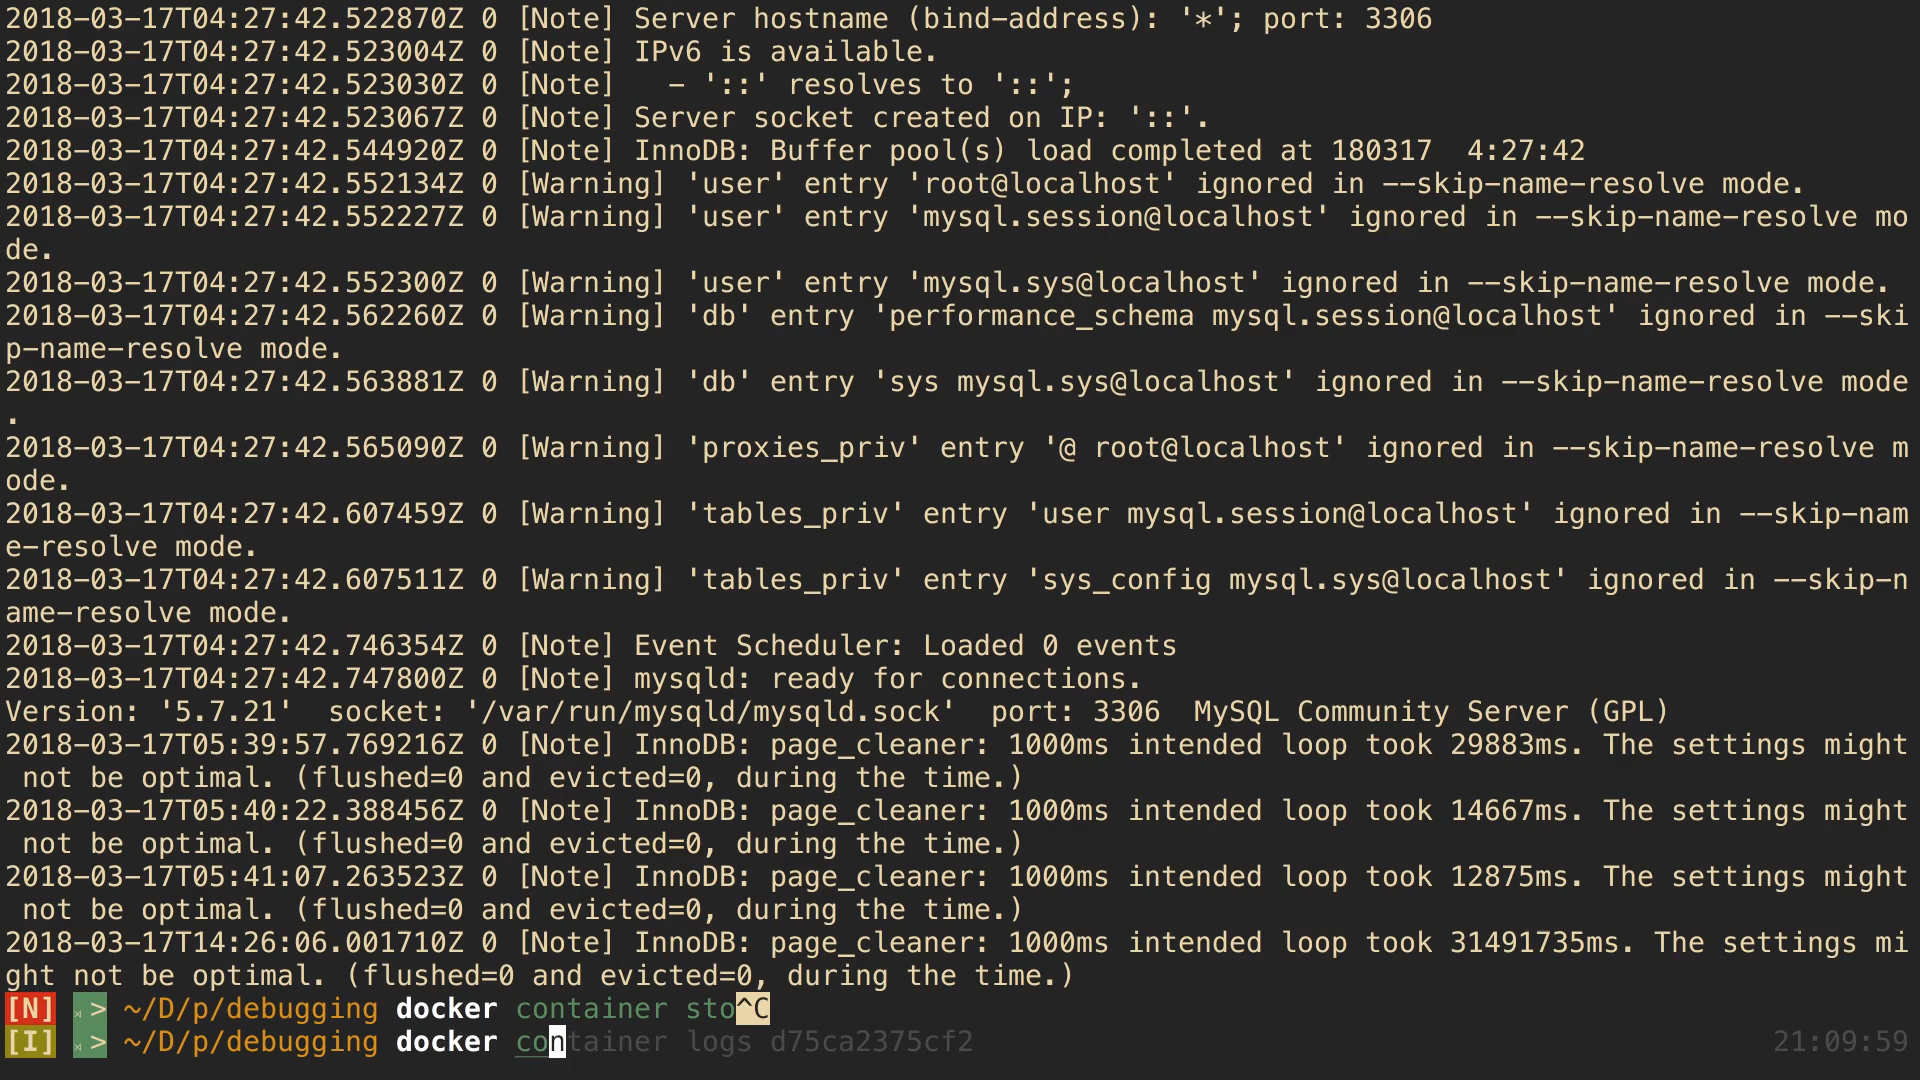 2018-03-17T04:27:42.522870Z 0 [Note] Server hostname (bind-address): '*'; port: 3306
2018-03-17T04:27:42.523004Z 0 [Note] IPv6 is available.
2018-03-17T04:27:42.523030Z 0 [Note]   - '::' resolves to '::';
2018-03-17T04:27:42.523067Z 0 [Note] Server socket created on IP: '::'.
2018-03-17T04:27:42.544920Z 0 [Note] InnoDB: Buffer pool(s) load completed at 180317  4:27:42
2018-03-17T04:27:42.552134Z 0 [Warning] 'user' entry 'root@localhost' ignored in --skip-name-resolve mode.
2018-03-17T04:27:42.552227Z 0 [Warning] 'user' entry 'mysql.session@localhost' ignored in --skip-name-resolve mo
de.
2018-03-17T04:27:42.552300Z 0 [Warning] 'user' entry 'mysql.sys@localhost' ignored in --skip-name-resolve mode.
2018-03-17T04:27:42.562260Z 0 [Warning] 'db' entry 'performance_schema mysql.session@localhost' ignored in --ski
p-name-resolve mode.
2018-03-17T04:27:42.563881Z 0 [Warning] 'db' entry 'sys mysql.sys@localhost' ignored in --skip-name-resolve mode
.
2018-03-17T04:27:42.565090Z 0 [Warning] 'proxies_priv' entry '@ root@localhost' ignored in --skip-name-resolve m
ode.
2018-03-17T04:27:42.607459Z 0 [Warning] 'tables_priv' entry 'user mysql.session@localhost' ignored in --skip-nam
e-resolve mode.
2018-03-17T04:27:42.607511Z 0 [Warning] 'tables_priv' entry 'sys_config mysql.sys@localhost' ignored in --skip-n
ame-resolve mode.
2018-03-17T04:27:42.746354Z 0 [Note] Event Scheduler: Loaded 0 events
2018-03-17T04:27:42.747800Z 0 [Note] mysqld: ready for connections.
Version: '5.7.21'  socket: '/var/run/mysqld/mysqld.sock'  port: 3306  MySQL Community Server (GPL)
2018-03-17T05:39:57.769216Z 0 [Note] InnoDB: page_cleaner: 1000ms intended loop took 29883ms. The settings might
 not be optimal. (flushed=0 and evicted=0, during the time.)
2018-03-17T05:40:22.388456Z 0 [Note] InnoDB: page_cleaner: 1000ms intended loop took 14667ms. The settings might
 not be optimal. (flushed=0 and evicted=0, during the time.)
2018-03-17T05:41:07.263523Z 0 [Note] InnoDB: page_cleaner: 1000ms intended loop took 12875ms. The settings might
 not be optimal. (flushed=0 and evicted=0, during the time.)
2018-03-17T14:26:06.001710Z 0 [Note] InnoDB: page_cleaner: 1000ms intended loop took 31491735ms. The settings mi
ght not be optimal. (flushed=0 and evicted=0, during the time.)
[N] > ~/D/p/debugging docker container sto^C
[I] > ~/D/p/debugging docker container logs d75ca2375cf2 21:09:59